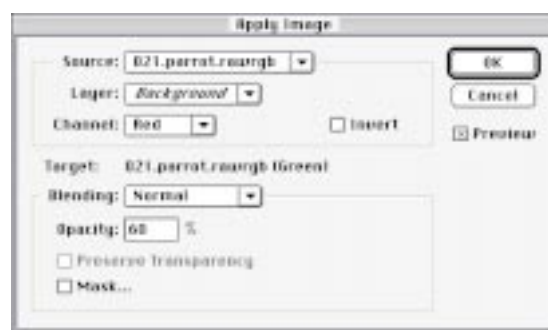 Apply Image
Source: 021.parrot.rawrgb
OK
Layer: Background
Cancel
Channel: Red
Invert
Preview
Target: 021.parrot.rawrgb (Green)
Blending: Normal
Opacity: 60 %
Preserve Transparency
Mask...